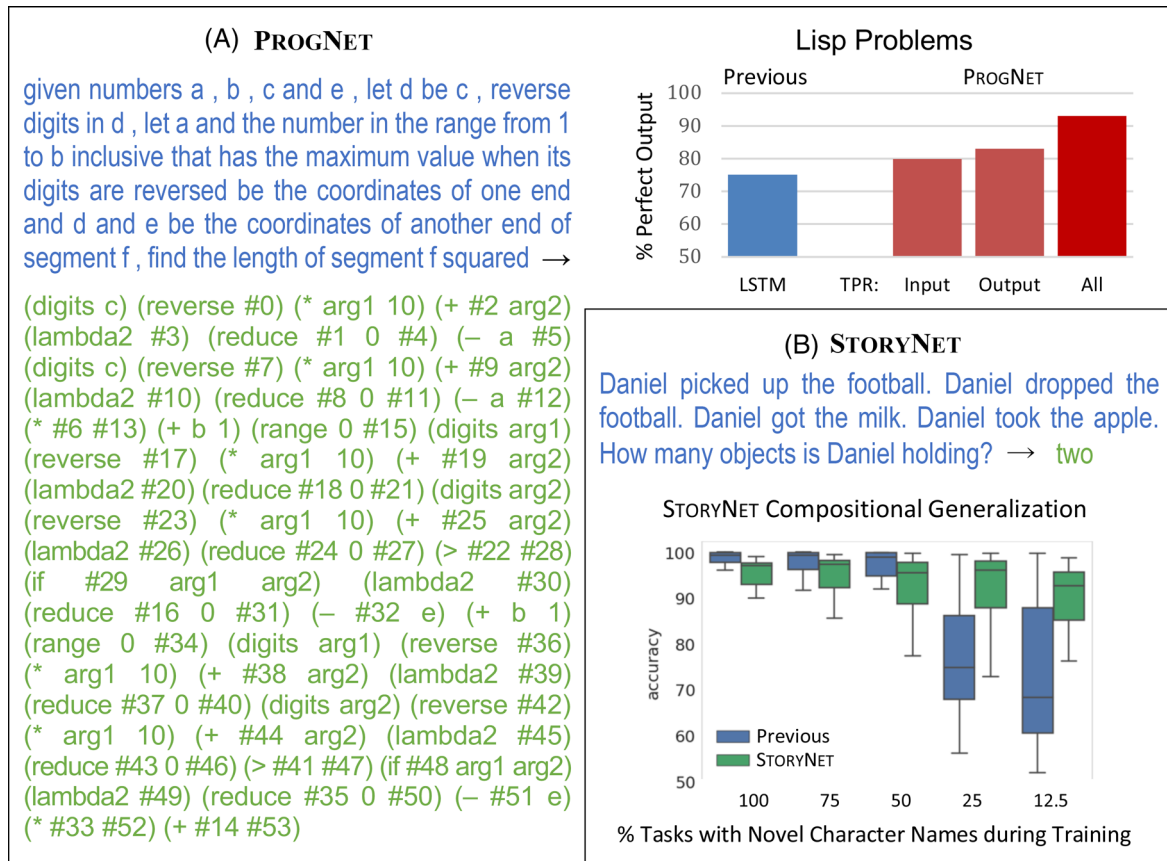 (A) PROGNET
given numbers a , b , c and e , let d be c , reverse
digits in d , let a and the number in the range from 1
to b inclusive that has the maximum value when its
digits are reversed be the coordinates of one end
and d and e be the coordinates of another end of
segment f , find the length of segment f squared →
(digits c) (reverse #0) (* arg1 10) (+ #2 arg2)
(lambda2 #3) (reduce #1 0 #4) (– a #5)
(digits c) (reverse #7) (* arg1 10) (+ #9 arg2)
(lambda2 #10) (reduce #8 0 #11) (– a #12)
(* #6 #13) (+ b 1) (range 0 #15) (digits arg1)
(reverse #17) (* arg1 10) (+ #19 arg2)
(lambda2 #20) (reduce #18 0 #21) (digits arg2)
(reverse #23) (* arg1 10) (+ #25 arg2)
(lambda2 #26) (reduce #24 0 #27) (> #22 #28)
(if #29 arg1 arg2) (lambda2 #30)
(reduce #16 0 #31) (– #32 e) (+ b 1)
(range 0 #34) (digits arg1) (reverse #36)
(* arg1 10) (+ #38 arg2) (lambda2 #39)
(reduce #37 0 #40) (digits arg2) (reverse #42)
(* arg1 10) (+ #44 arg2) (lambda2 #45)
(reduce #43 0 #46) (> #41 #47) (if #48 arg1 arg2)
(lambda2 #49) (reduce #35 0 #50) (– #51 e)
(* #33 #52) (+ #14 #53)
Lisp Problems
Previous PROGNET
% Perfect Output
100
90
80
70
60
50
LSTM TPR: Input Output All
(B) STORYNET
Daniel picked up the football. Daniel dropped the
football. Daniel got the milk. Daniel took the apple.
How many objects is Daniel holding? → two
STORYNET Compositional Generalization
accuracy
100
90
80
70
60
50
Previous
STORYNET
100 75 50 25 12.5
% Tasks with Novel Character Names during Training